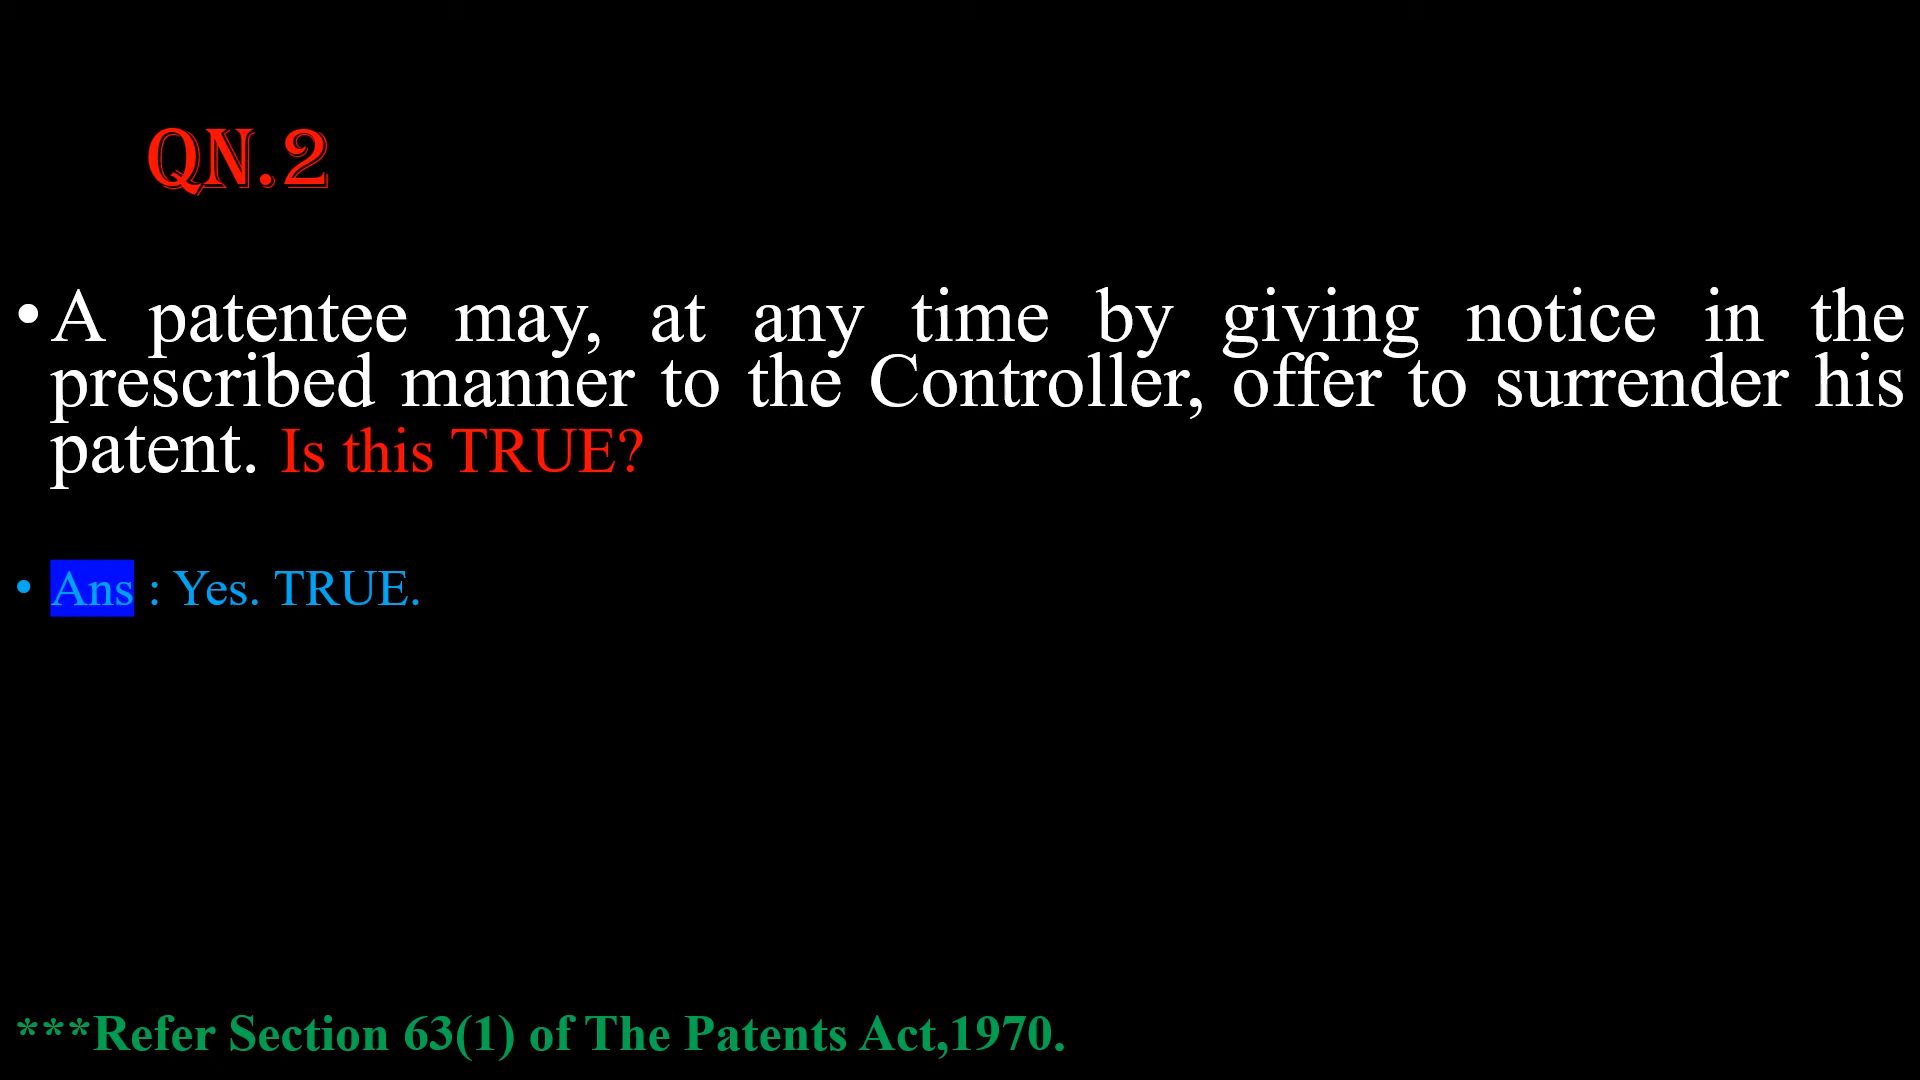 QN.2
•A patentee may, at any time by giving notice in the
prescribed manner to the Controller, offer to surrender his
patent. Is this TRUE?
• Ans : Yes. TRUE.
***Refer Section 63(1) of The Patents Act,1970.